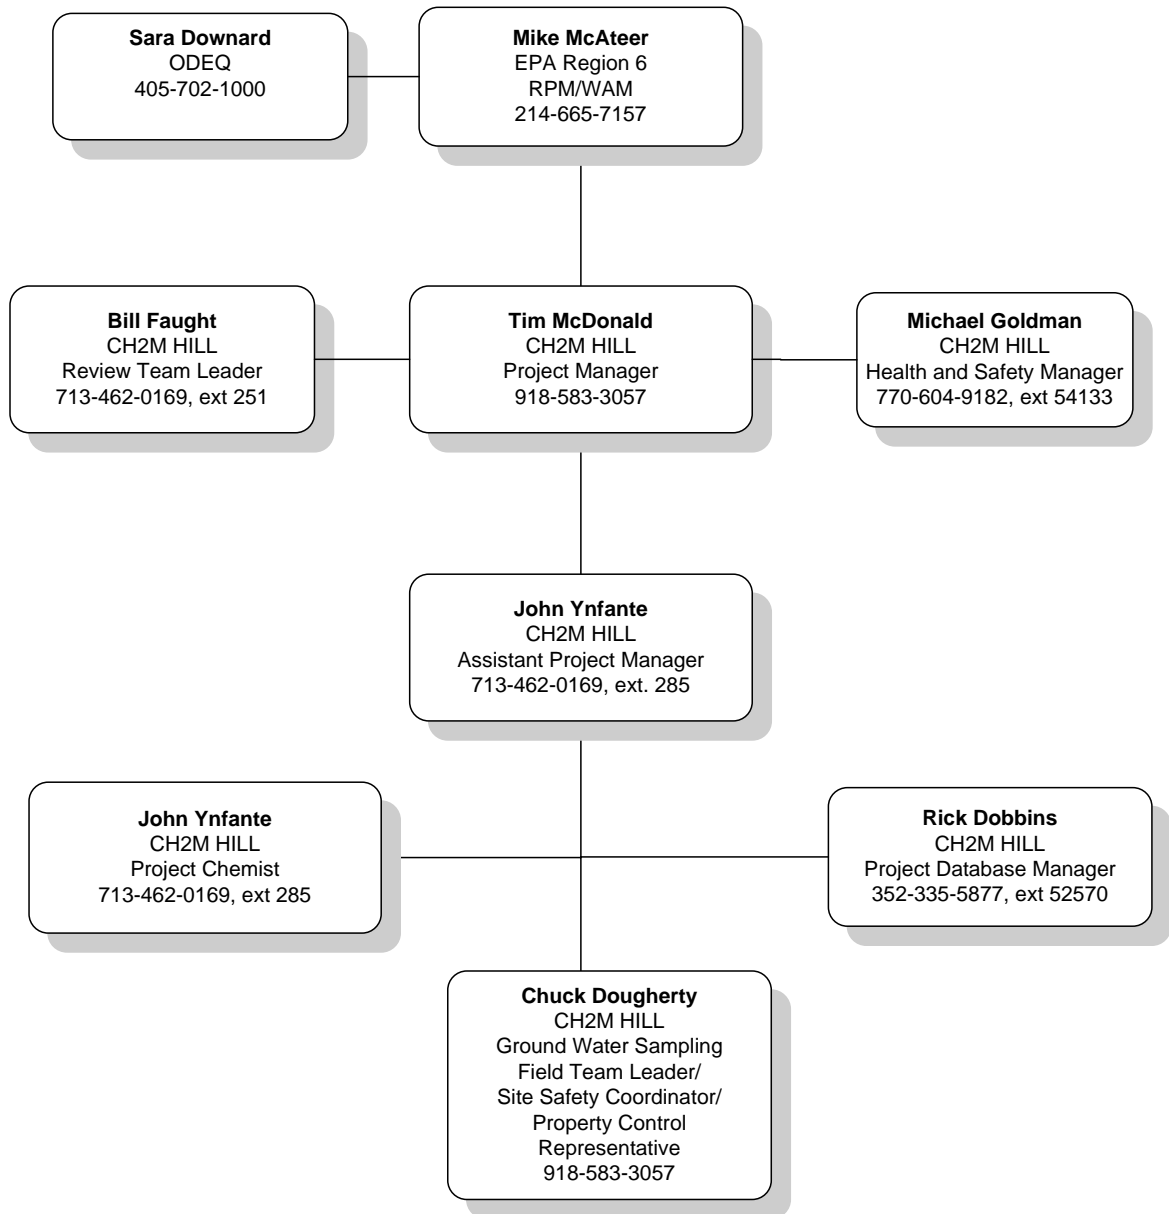 Sara Downard
ODEQ
405-702-1000
Mike McAteer
EPA Region 6
RPM/WAM
214-665-7157
Bill Faught
CH2M HILL
Review Team Leader
713-462-0169, ext 251
Tim McDonald
CH2M HILL
Project Manager
918-583-3057
Michael Goldman
CH2M HILL
Health and Safety Manager
770-604-9182, ext 54133
John Ynfante
CH2M HILL
Assistant Project Manager
713-462-0169, ext. 285
John Ynfante
CH2M HILL
Project Chemist
713-462-0169, ext 285
Rick Dobbins
CH2M HILL
Project Database Manager
352-335-5877, ext 52570
Chuck Dougherty
CH2M HILL
Ground Water Sampling
Field Team Leader/
Site Safety Coordinator/
Property Control
Representative
918-583-3057